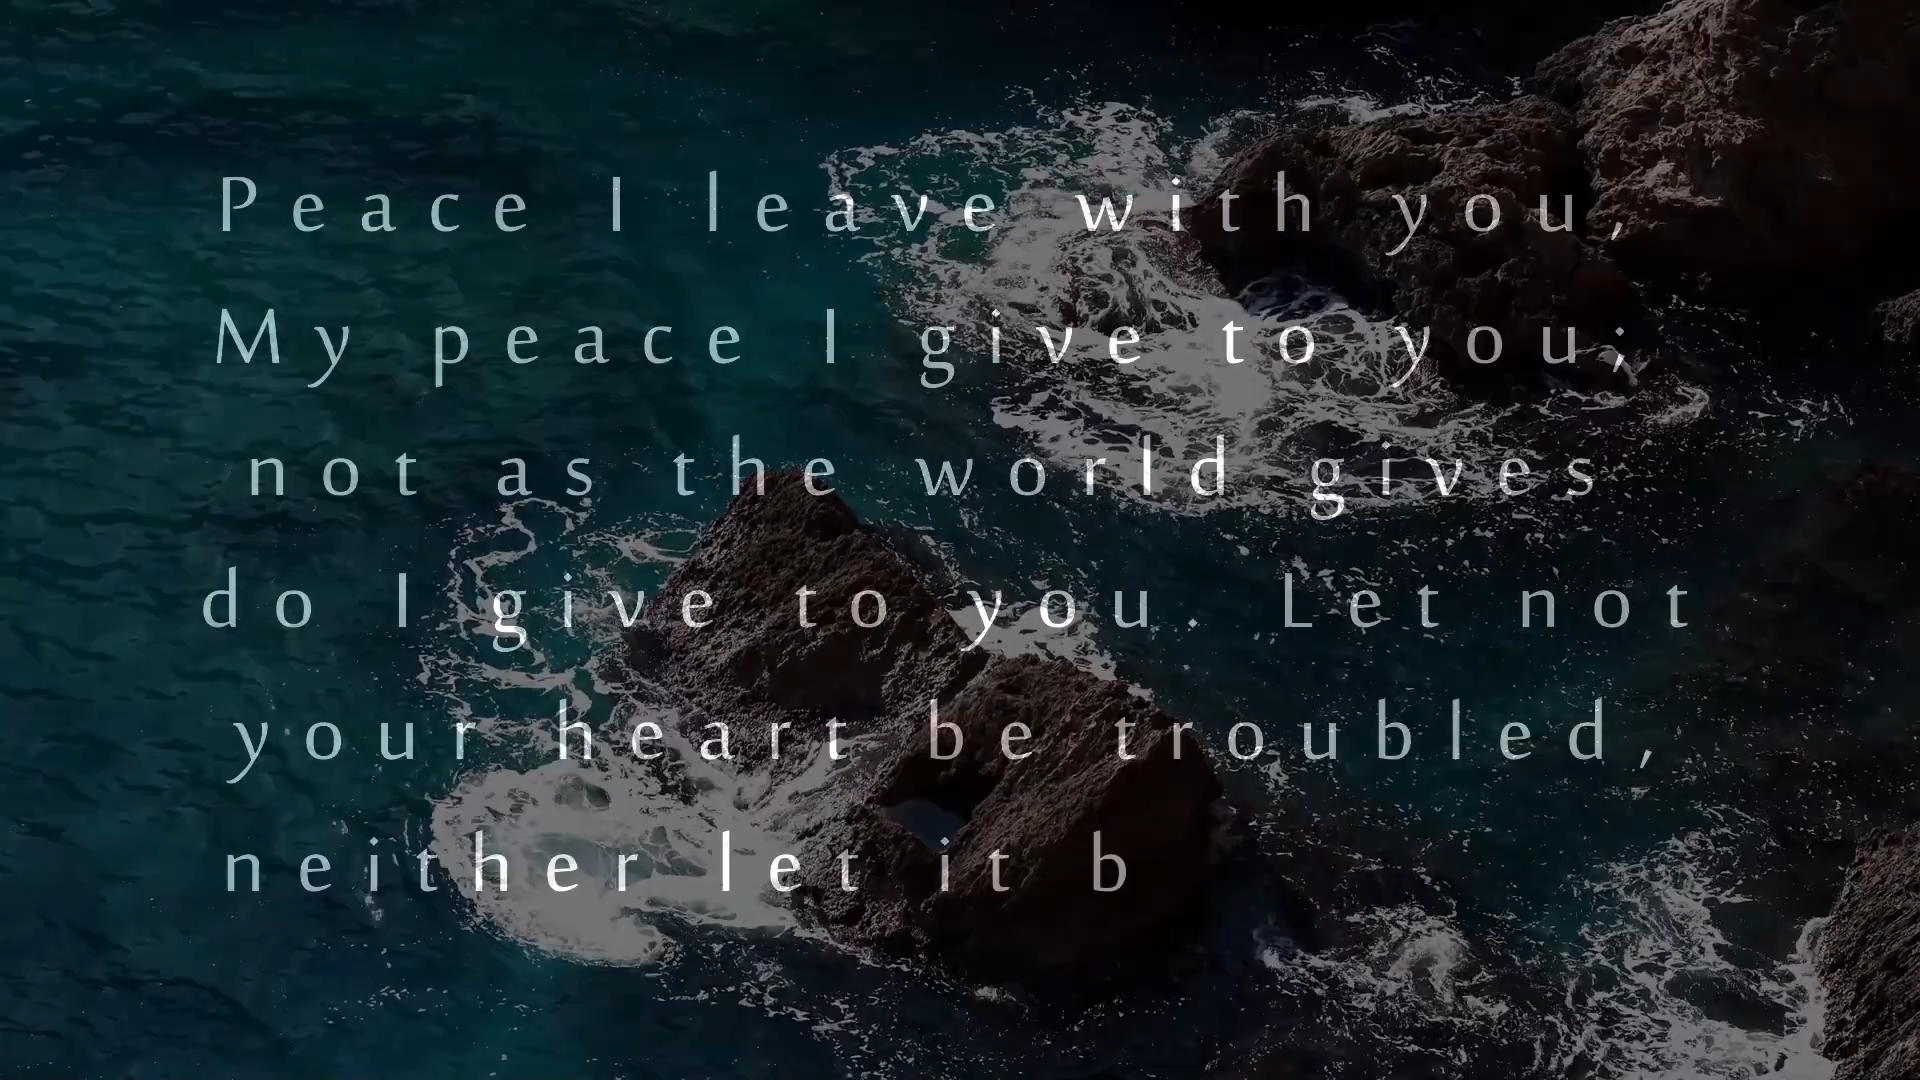 Peace I leave with you,
My peace I give to you;
not as the world gives
do I give to you. Let not
your heart be troubled,
neither let it b